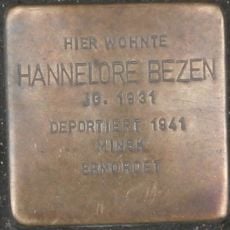 HIER WOHNTE
HANNELORE BEZEN
JG. 1931
DEPORTIERT 1941
MINSK
ERMORDET